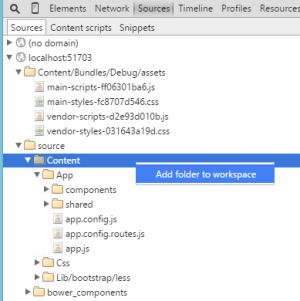 Elements Network Sources Timeline Profiles Resources
Sources Content scripts Snippets
(no domain)
localhost:51703
Content/Bundles/Debug/assets
main-scripts-ff06301ba6.js
main-styles-fc8707d546.css
vendor-scripts-d2e93d010b.js
vendor-styles-031643a19d.css
source
Content
Add folder to workspace
App
components
shared
app.config.js
app.config.routes.js
app.js
Css
Lib/bootstrap/less
bower_components